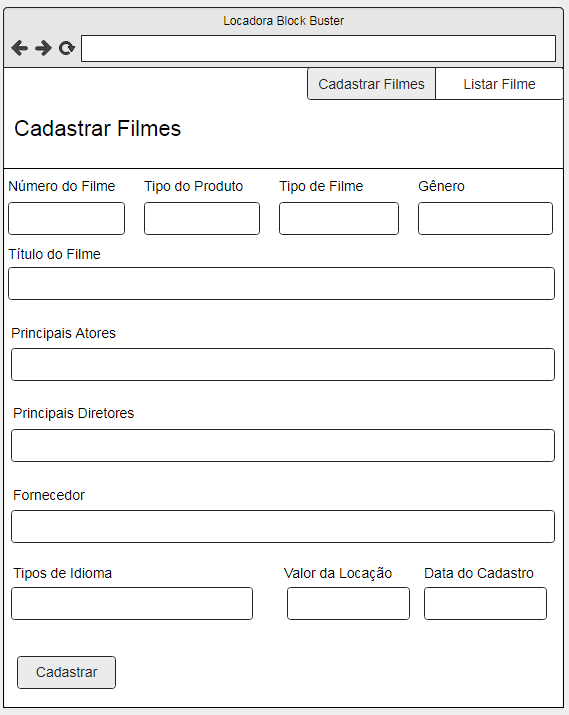 Locadora Block Buster
Cadastrar Filmes Listar Filme
Cadastrar Filmes
Número do Filme Tipo do Produto Tipo de Filme Gênero
Título do Filme
Principais Atores
Principais Diretores
Fornecedor
Tipos de Idioma Valor da Locação Data do Cadastro
Cadastrar